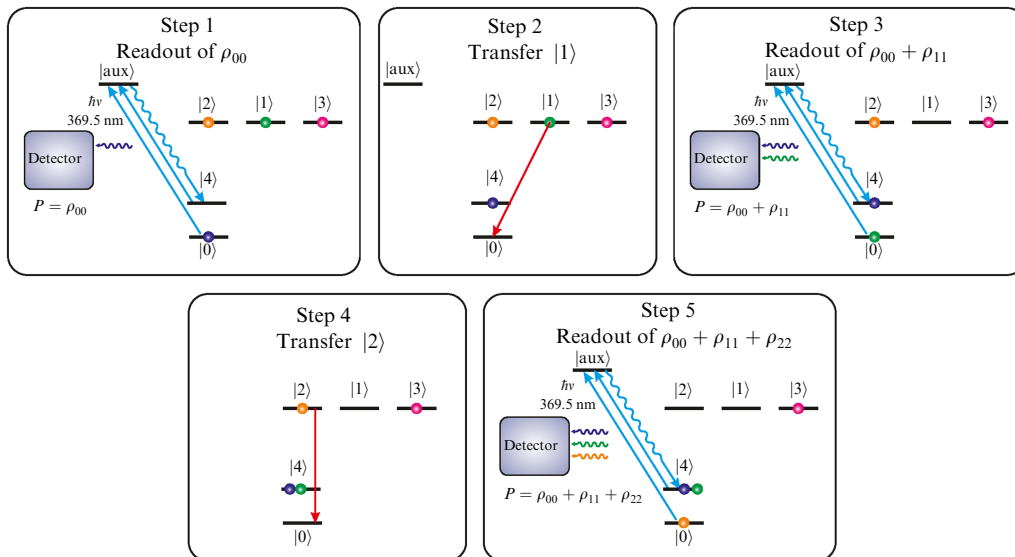 Step 1
Readout of ρ₀₀
|aux⟩
ħν
369.5 nm
|2⟩ |1⟩ |3⟩
Detector
|4⟩
P = ρ₀₀
|0⟩
Step 2
Transfer |1⟩
|aux⟩
|2⟩ |1⟩ |3⟩
|4⟩
|0⟩
Step 3
Readout of ρ₀₀ + ρ₁₁
|aux⟩
ħν
369.5 nm
|2⟩ |1⟩ |3⟩
Detector
|4⟩
P = ρ₀₀ + ρ₁₁
|0⟩
Step 4
Transfer |2⟩
|2⟩ |1⟩ |3⟩
|4⟩
|0⟩
Step 5
Readout of ρ₀₀ + ρ₁₁ + ρ₂₂
|aux⟩
ħν
369.5 nm
|2⟩ |1⟩ |3⟩
Detector
|4⟩
P = ρ₀₀ + ρ₁₁ + ρ₂₂
|0⟩